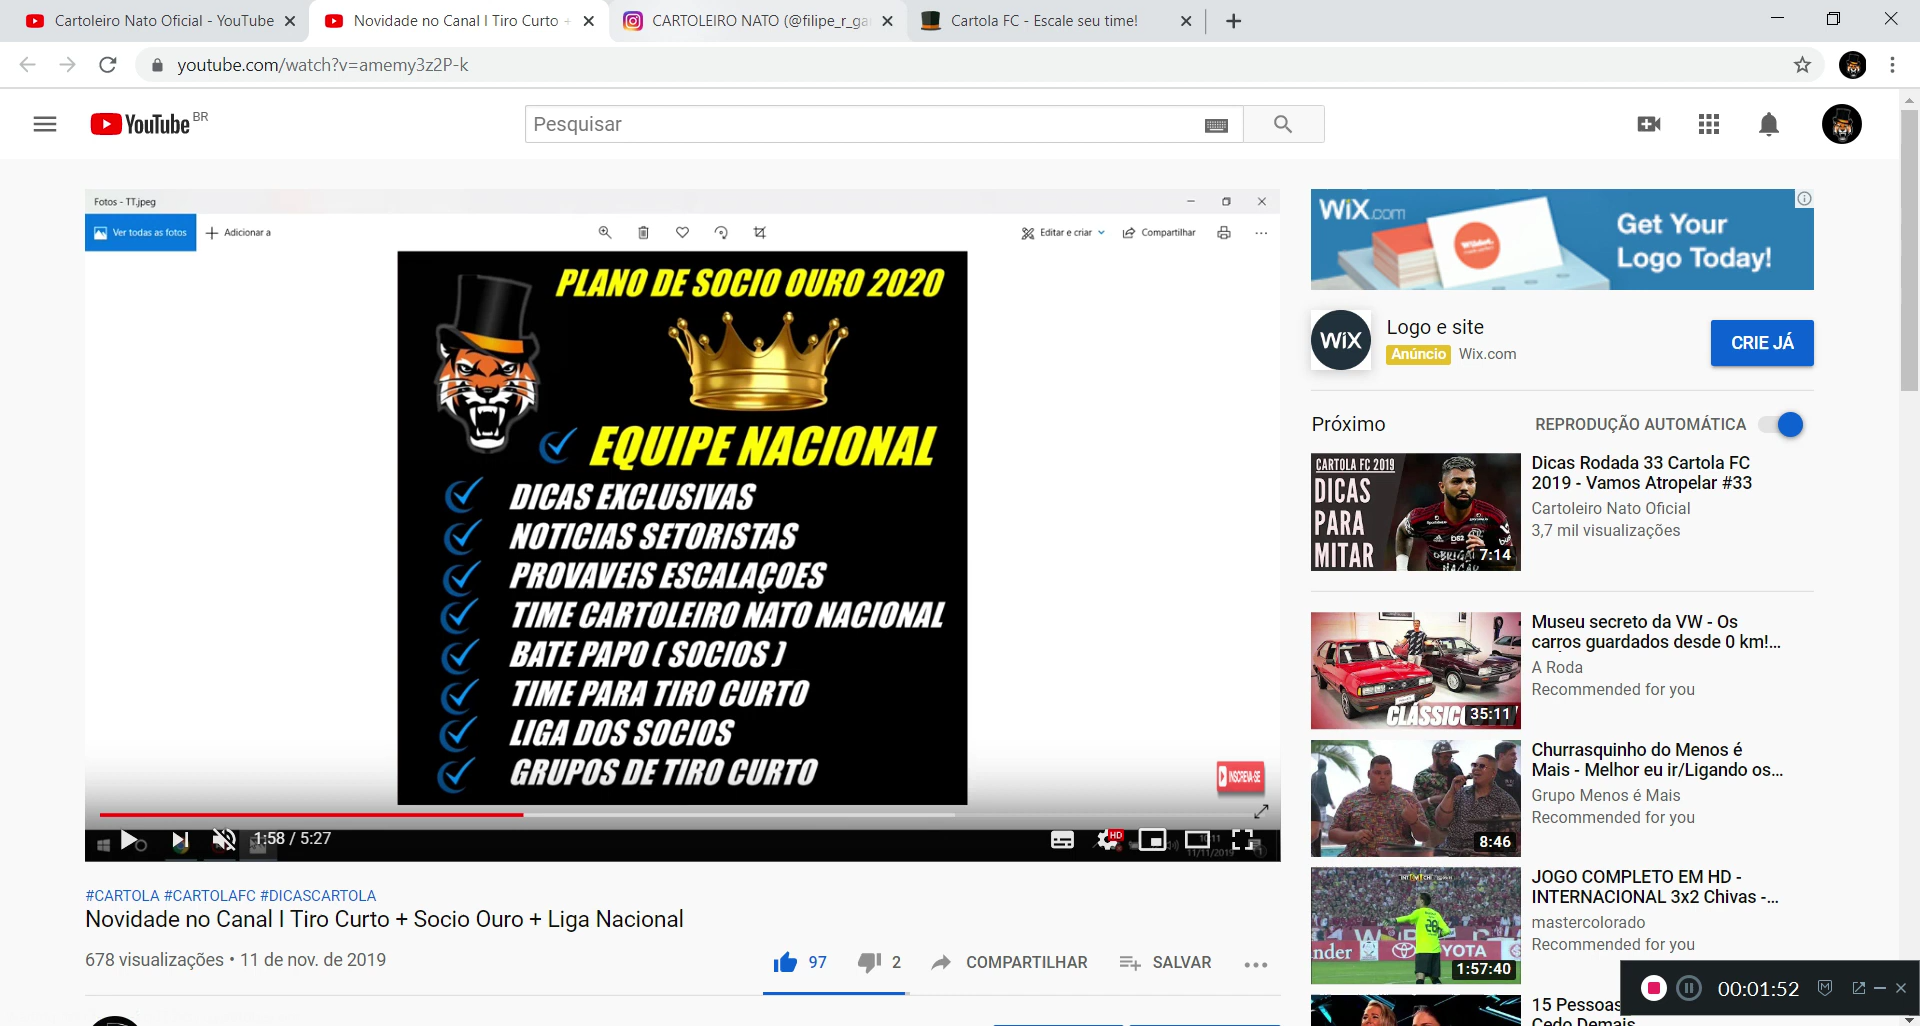 Cartoleiro Nato Oficial - YouTube
Novidade no Canal l Tiro Curto +
CARTOLEIRO NATO (@filipe_r_ga
Cartola FC - Escale seu time!
youtube.com/watch?v=amemy3z2P-k
YouTube BR
Pesquisar
Fotos - TT.jpeg
Ver todas as fotos
Adicionar a
Editar e criar
Compartilhar
PLANO DE SOCIO OURO 2020
EQUIPE NACIONAL
DICAS EXCLUSIVAS
NOTICIAS SETORISTAS
PROVAVEIS ESCALAÇOES
TIME CARTOLEIRO NATO NACIONAL
BATE PAPO ( SOCIOS )
TIME PARA TIRO CURTO
LIGA DOS SOCIOS
GRUPOS DE TIRO CURTO
INSCREVA-SE
1:58 / 5:27
HD
11/11/2019
#CARTOLA #CARTOLAFC #DICASCARTOLA
Novidade no Canal l Tiro Curto + Socio Ouro + Liga Nacional
678 visualizações • 11 de nov. de 2019
97
2
COMPARTILHAR
SALVAR
WiX.com
Get Your
Logo Today!
WiX
Logo e site
Anúncio Wix.com
CRIE JÁ
Próximo
REPRODUÇÃO AUTOMÁTICA
CARTOLA FC 2019
DICAS
PARA
MITAR
7:14
Dicas Rodada 33 Cartola FC
2019 - Vamos Atropelar #33
Cartoleiro Nato Oficial
3,7 mil visualizações
35:11
Museu secreto da VW - Os
carros guardados desde 0 km!...
A Roda
Recommended for you
8:46
Churrasquinho do Menos é
Mais - Melhor eu ir/Ligando os...
Grupo Menos é Mais
Recommended for you
28
YOTA
1:57:40
JOGO COMPLETO EM HD -
INTERNACIONAL 3x2 Chivas -...
mastercolorado
Recommended for you
15 Pessoas
Cedo Demais
00:01:52